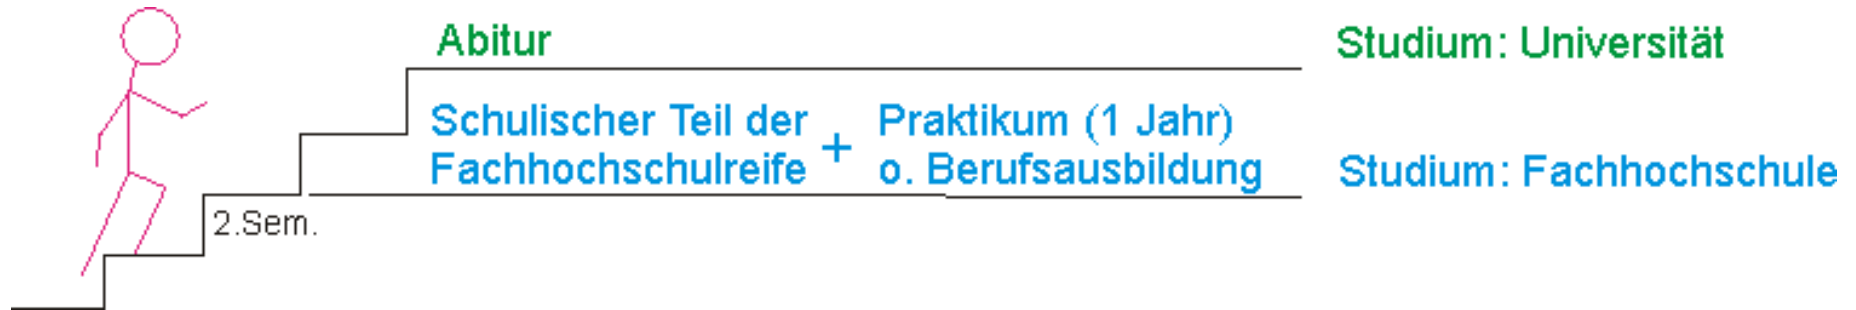 Abitur
Studium: Universität
Schulischer Teil der
Fachhochschulreife
+
Praktikum (1 Jahr)
o. Berufsausbildung
Studium: Fachhochschule
2.Sem.